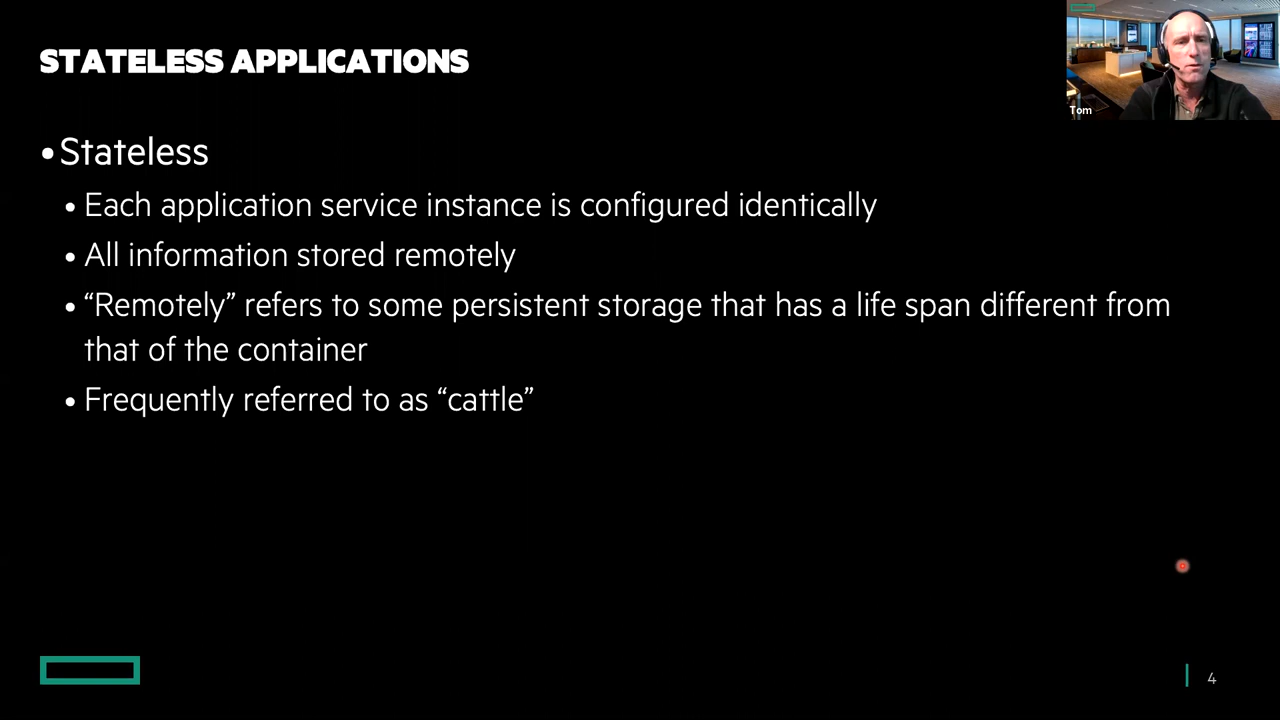 STATELESS APPLICATIONS
Tom
•Stateless
• Each application service instance is configured identically
• All information stored remotely
• “Remotely” refers to some persistent storage that has a life span different from
that of the container
• Frequently referred to as “cattle”
4